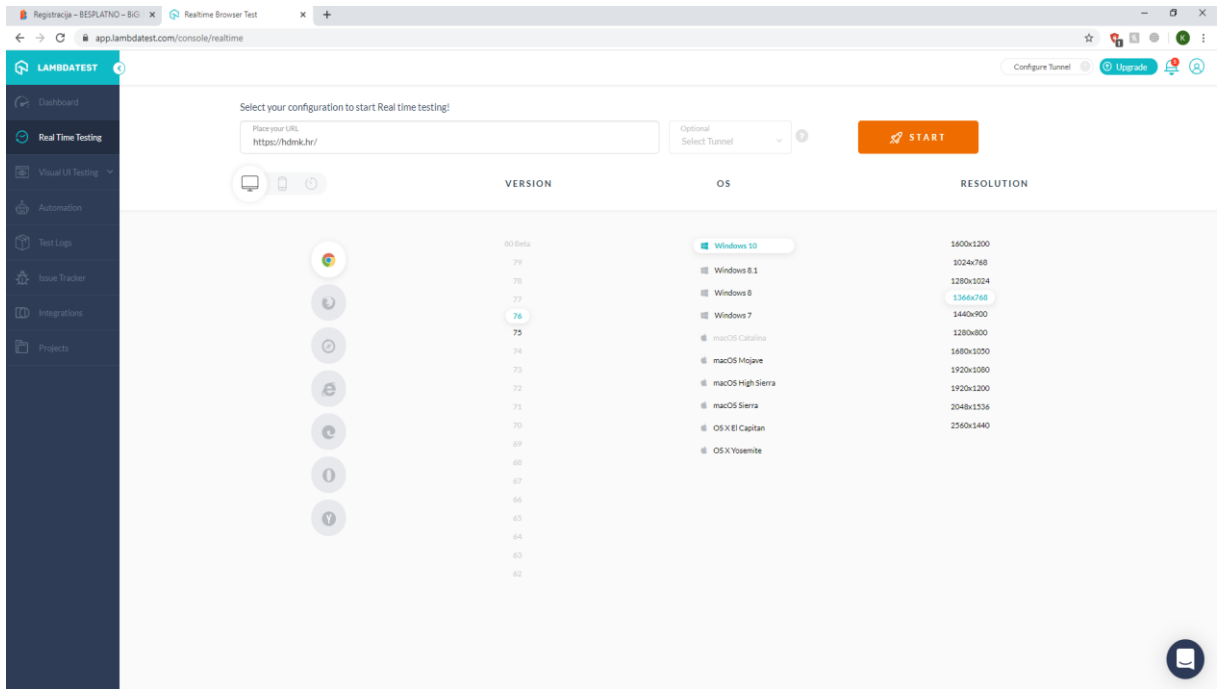 Registracija – BESPLATNO – BiG
Realtime Browser Test
app.lambdatest.com/console/realtime
K
LAMBDATEST
Configure Tunnel
Upgrade
Dashboard
Real Time Testing
Visual UI Testing
Automation
Test Logs
Issue Tracker
Integrations
Projects
Select your configuration to start Real time testing!
Place your URL
https://hdmk.hr/
Optional
Select Tunnel
?
START
VERSION
OS
RESOLUTION
80 Beta
79
78
77
76
75
74
73
72
71
70
69
68
67
66
65
64
63
62
Windows 10
Windows 8.1
Windows 8
Windows 7
macOS Catalina
macOS Mojave
macOS High Sierra
macOS Sierra
OS X El Capitan
OS X Yosemite
1600x1200
1024x768
1280x1024
1366x768
1440x900
1280x800
1680x1050
1920x1080
1920x1200
2048x1536
2560x1440